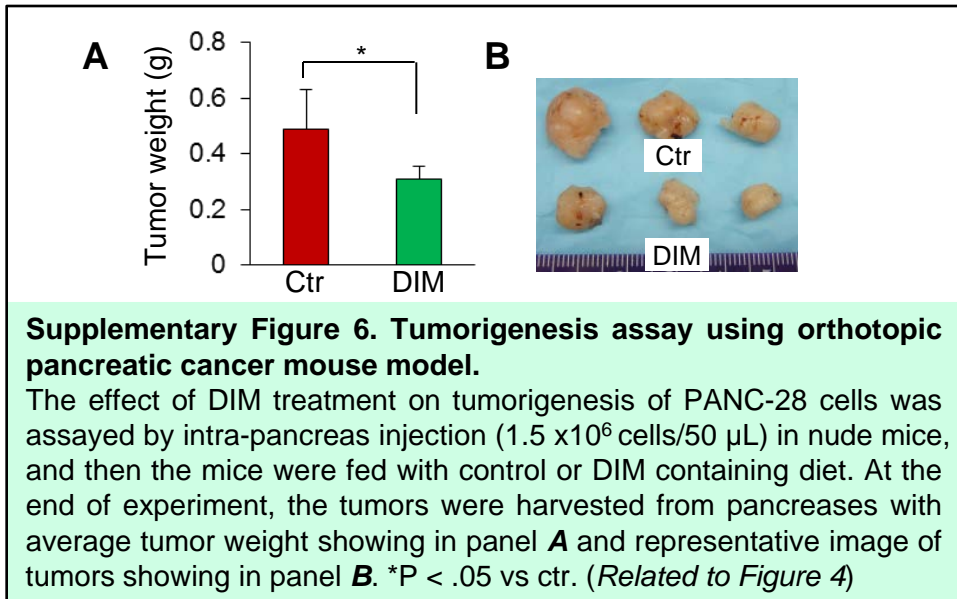 A
B
Tumor weight (g)
0.8
0.6
0.4
0.2
0
*
Ctr
DIM
Ctr
DIM
Supplementary Figure 6. Tumorigenesis assay using orthotopic
pancreatic cancer mouse model.
The effect of DIM treatment on tumorigenesis of PANC-28 cells was
assayed by intra-pancreas injection (1.5 x10⁶ cells/50 µL) in nude mice,
and then the mice were fed with control or DIM containing diet. At the
end of experiment, the tumors were harvested from pancreases with
average tumor weight showing in panel A and representative image of
tumors showing in panel B. *P < .05 vs ctr. (Related to Figure 4)